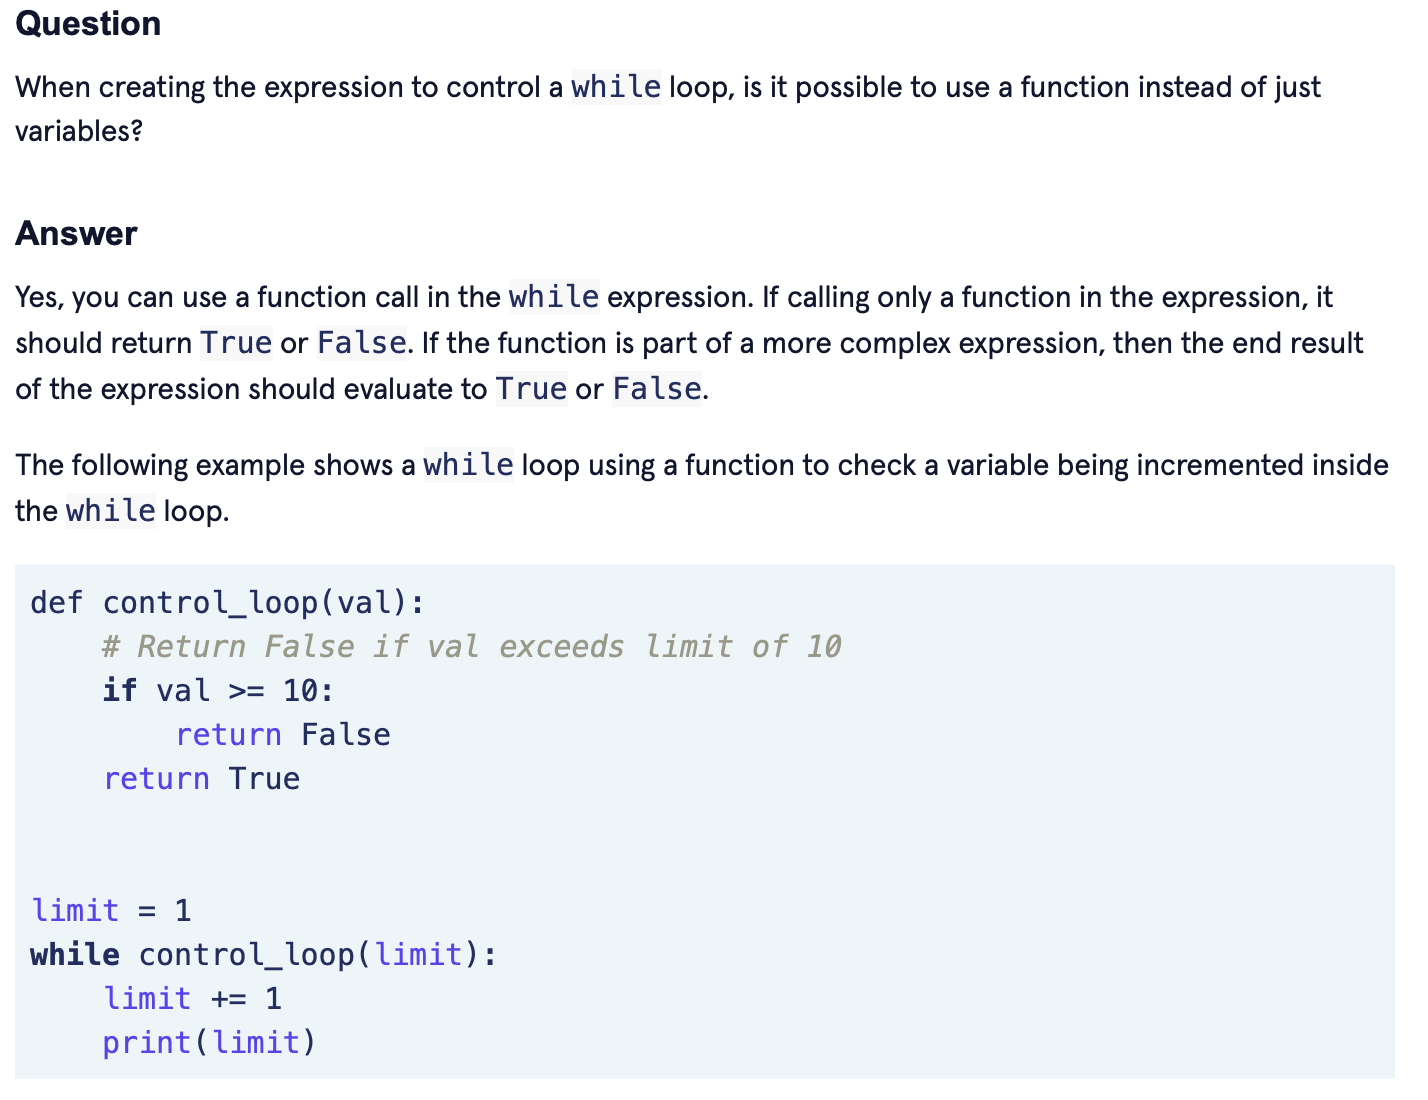 Question
When creating the expression to control a while loop, is it possible to use a function instead of just
variables?
Answer
Yes, you can use a function call in the while expression. If calling only a function in the expression, it
should return True or False. If the function is part of a more complex expression, then the end result
of the expression should evaluate to True or False.
The following example shows a while loop using a function to check a variable being incremented inside
the while loop.
def control_loop(val):
    # Return False if val exceeds limit of 10
    if val >= 10:
        return False
    return True
limit = 1
while control_loop(limit):
    limit += 1
    print(limit)